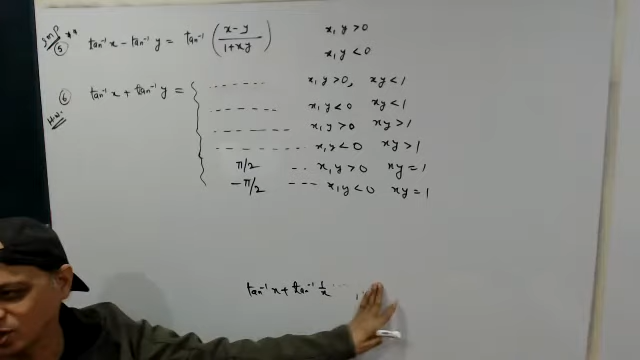 Imp **
⑤ tan⁻¹ x – tan⁻¹ y = tan⁻¹ ( x – y / 1 + xy ) x, y > 0
x, y < 0
⑥ tan⁻¹ x + tan⁻¹ y = { - - - - - - x, y > 0, xy < 1
H.W.
- - - - - - x, y < 0 xy < 1
- - - - - - x, y > 0 xy > 1
- - - - - - x, y < 0 xy > 1
π/2 - - x, y > 0 xy = 1
– π/2 - - - x, y < 0 xy = 1
tan⁻¹ x + tan⁻¹ 1/x